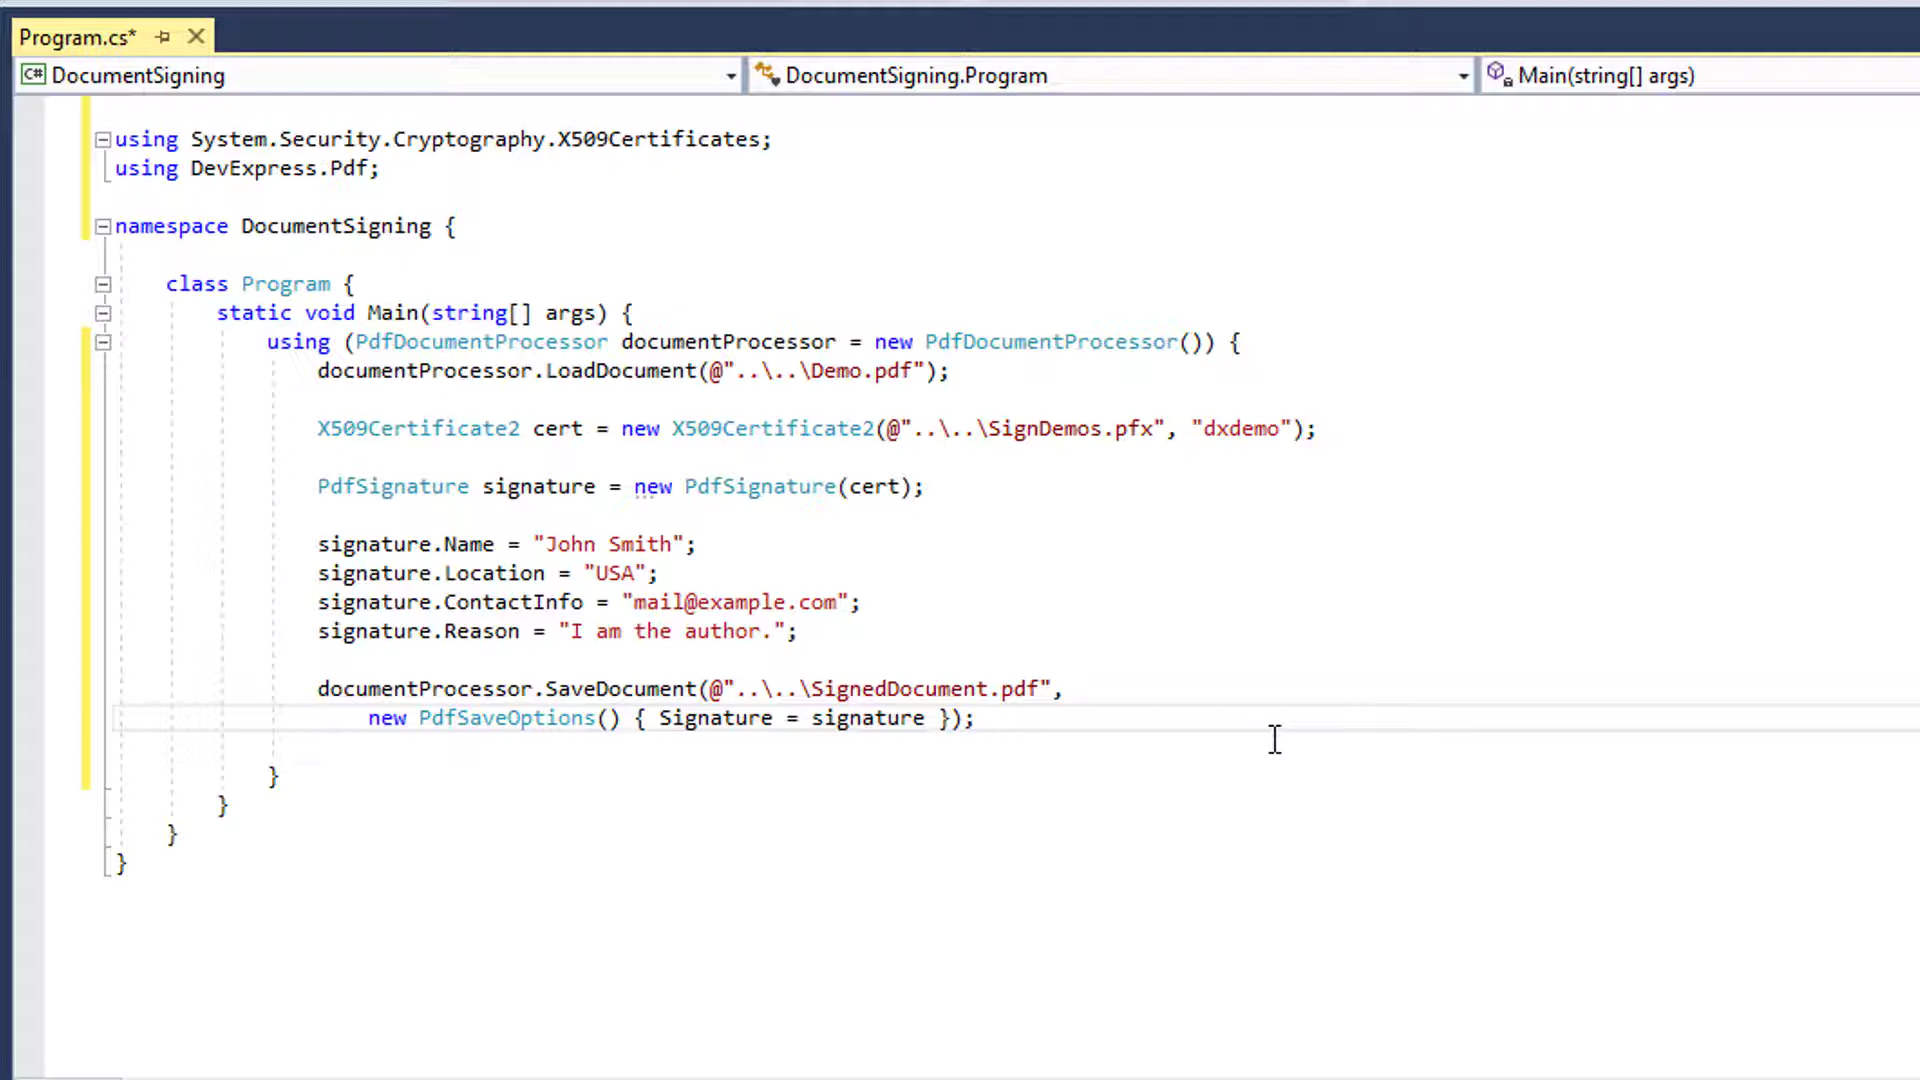 Program.cs*
C# DocumentSigning
DocumentSigning.Program
Main(string[] args)
using System.Security.Cryptography.X509Certificates;
using DevExpress.Pdf;
namespace DocumentSigning {
class Program {
static void Main(string[] args) {
using (PdfDocumentProcessor documentProcessor = new PdfDocumentProcessor()) {
documentProcessor.LoadDocument(@"..\..\Demo.pdf");
X509Certificate2 cert = new X509Certificate2(@"..\..\SignDemos.pfx", "dxdemo");
PdfSignature signature = new PdfSignature(cert);
signature.Name = "John Smith";
signature.Location = "USA";
signature.ContactInfo = "mail@example.com";
signature.Reason = "I am the author.";
documentProcessor.SaveDocument(@"..\..\SignedDocument.pdf",
new PdfSaveOptions() { Signature = signature });
}
}
}
}